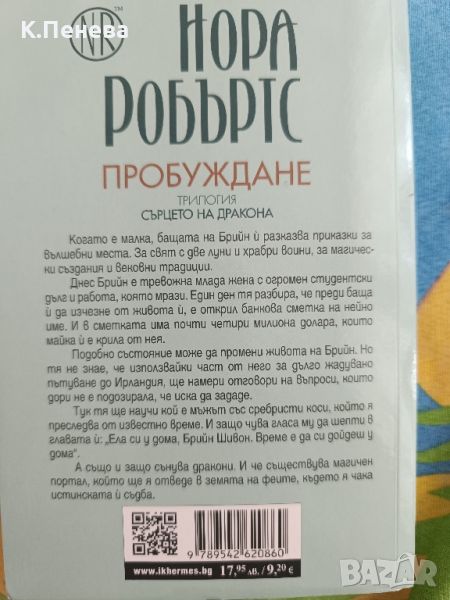 К.Пенева
NR™
НОРА
РОБЪРТС
ПРОБУЖДАНЕ
ТРИЛОГИЯ
СЪРЦЕТО НА ДРАКОНА
Когато е малка, бащата на Брийн ѝ разказва приказки за
вълшебни места. За свят с две луни и храбри воини, за магичес-
ки създания и вековни традиции.
Днес Брийн е тревожна млада жена с огромен студентски
дълг и работа, която мрази. Един ден тя разбира, че преди баща
ѝ да изчезне от живота ѝ, е открил банкова сметка на нейно
име. И в сметката има почти четири милиона долара, които
майка ѝ е крила от нея.
Подобно състояние може да промени живота на Брийн. Но
тя не знае, че използвайки част от него за дълго жадувано
пътуване до Ирландия, ще намери отговори на въпроси, които
дори не е подозирала, че иска да зададе.
Тук тя ще научи кой е мъжът със сребристи коси, който я
преследва от известно време. И защо чува гласа му да шепти в
главата ѝ: „Ела си у дома, Брийн Шивон. Време е да си дойдеш у
дома“.
А също и защо сънува дракони. И че съществува магичен
портал, който ще я отведе в земята на феите, където я чака
истинската ѝ съдба.
9 789542 620860
www.ikhermes.bg 17,95 лв. / 9,20 €
BAZAR